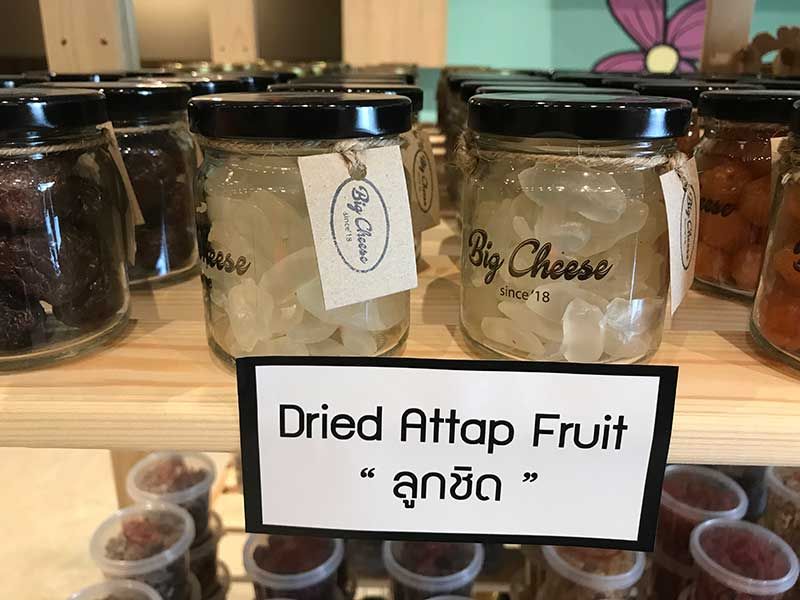 Big Cheese
since'18
Big Cheese
since '18
Dried Attap Fruit
“ ลูกชิด ”